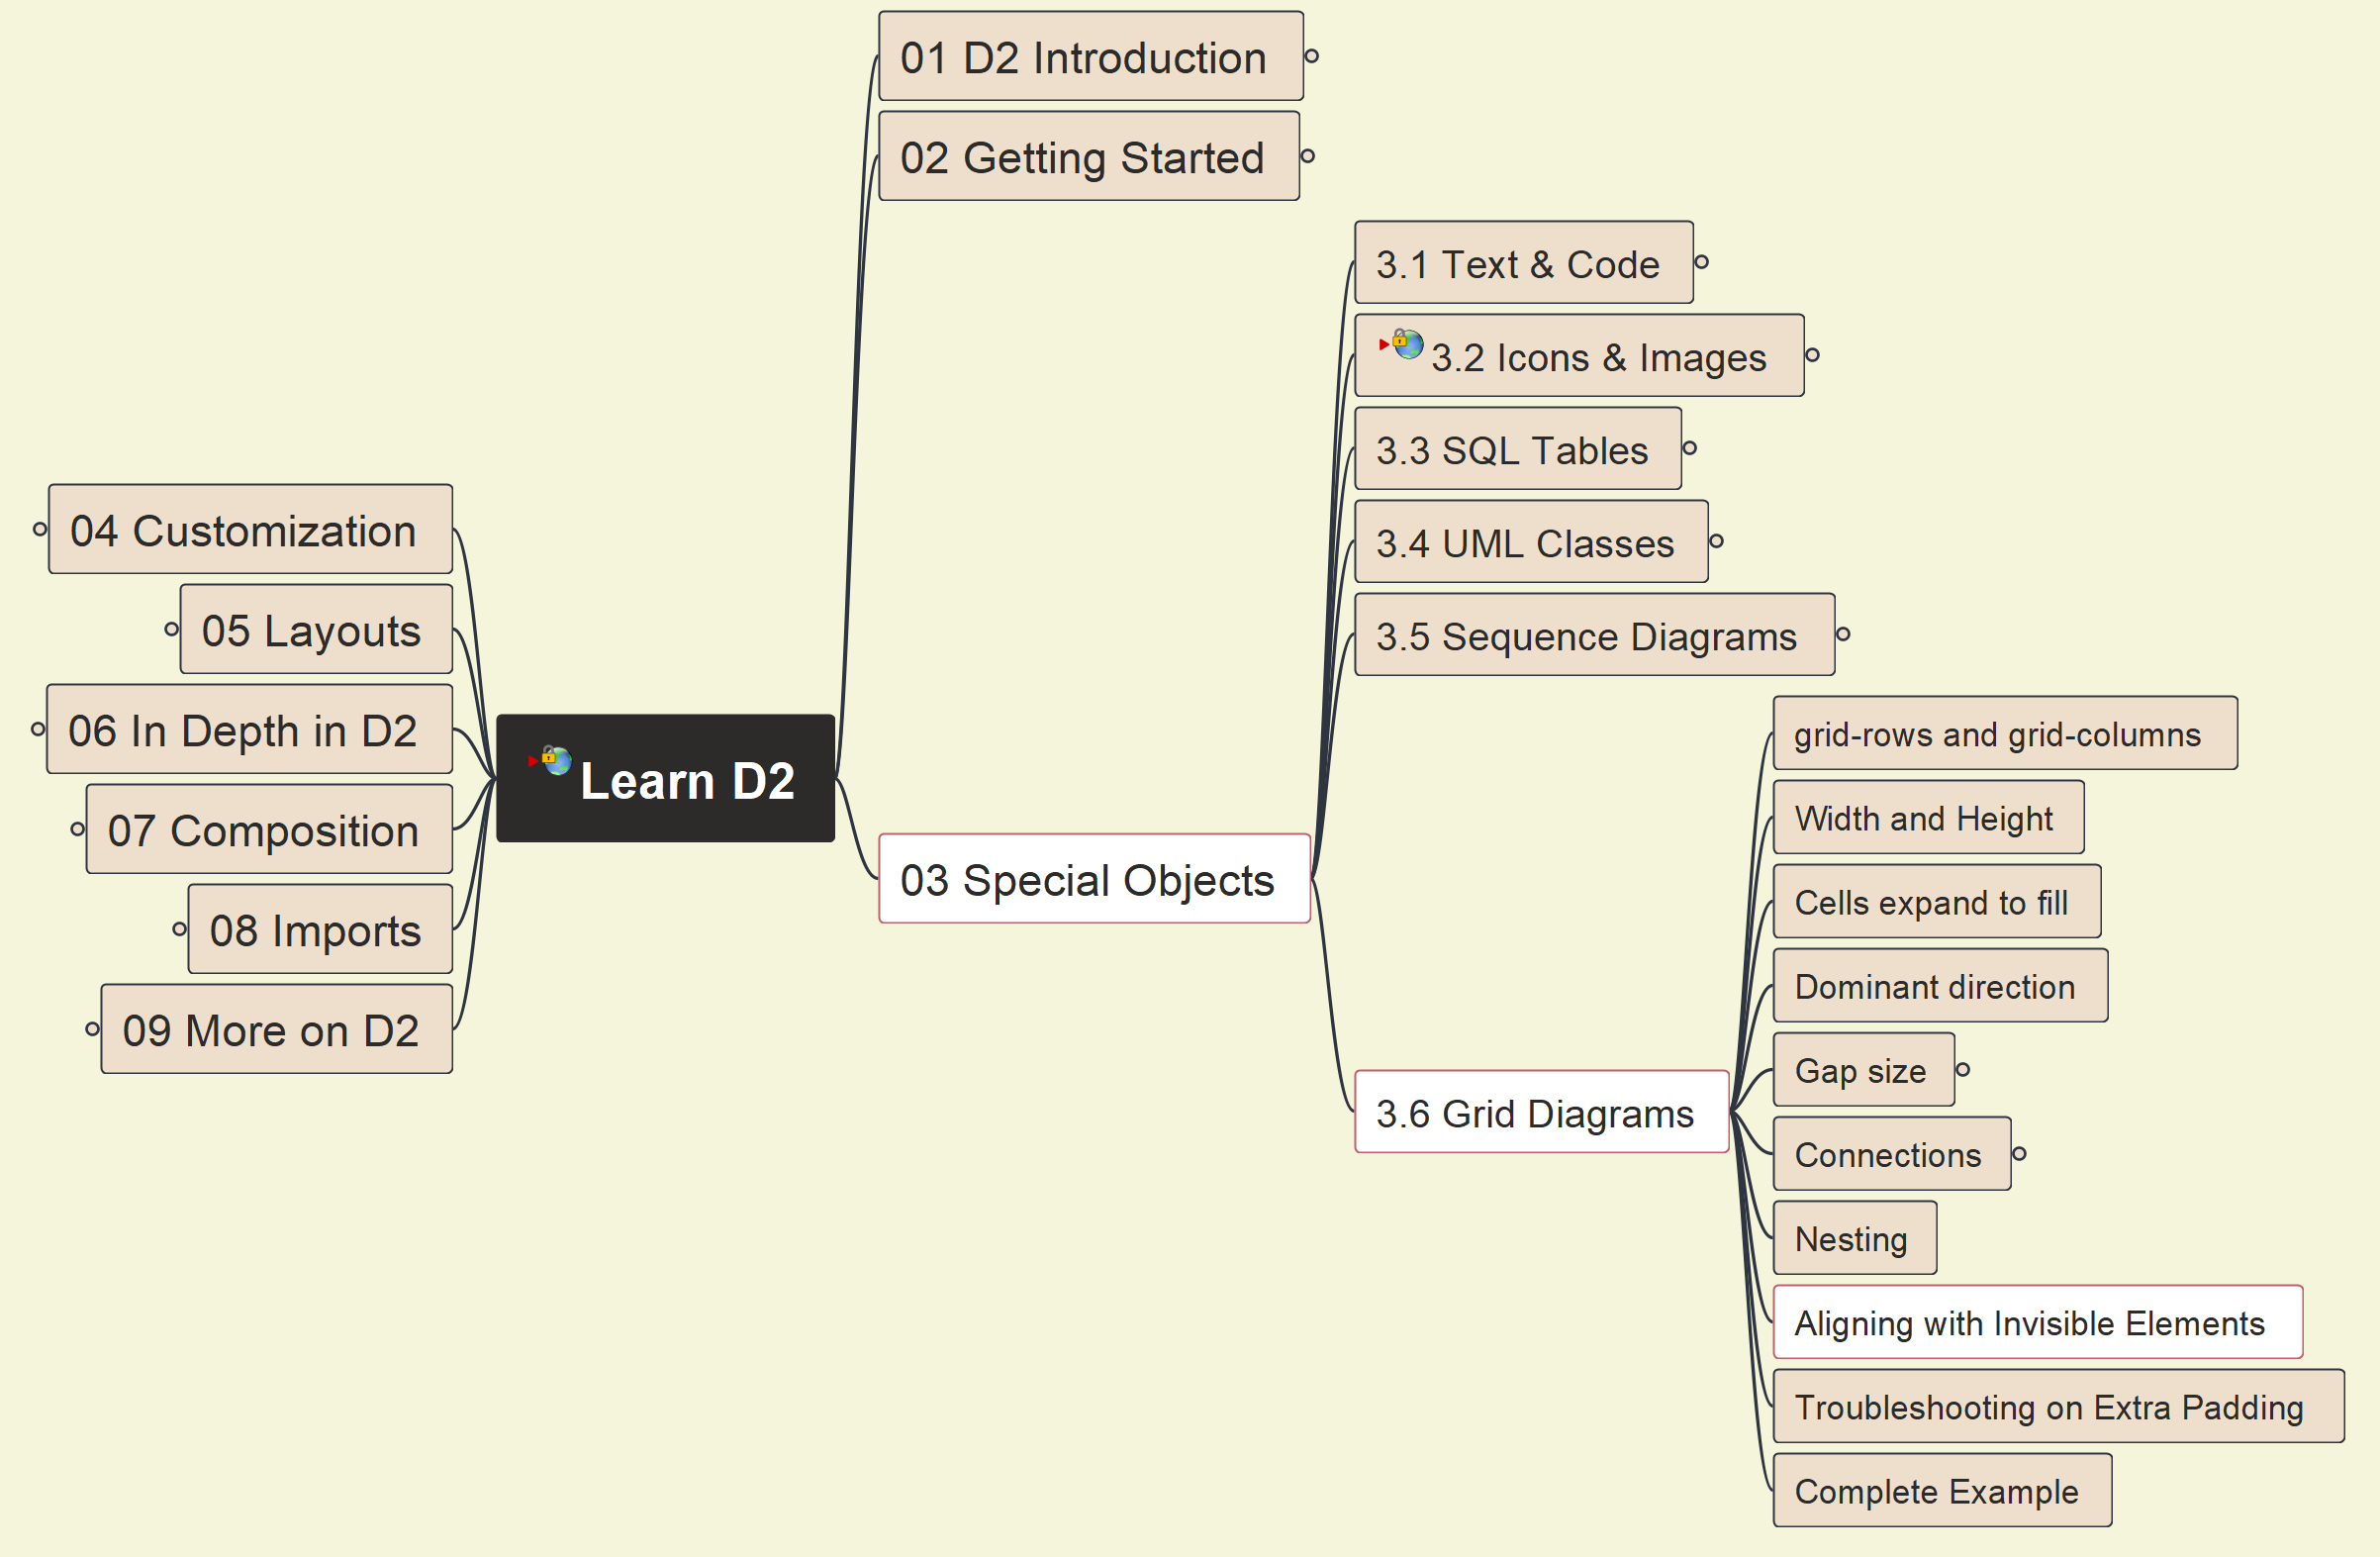 01 D2 Introduction
02 Getting Started
3.1 Text & Code
3.2 Icons & Images
3.3 SQL Tables
3.4 UML Classes
3.5 Sequence Diagrams
04 Customization
05 Layouts
06 In Depth in D2
07 Composition
08 Imports
09 More on D2
Learn D2
03 Special Objects
3.6 Grid Diagrams
grid-rows and grid-columns
Width and Height
Cells expand to fill
Dominant direction
Gap size
Connections
Nesting
Aligning with Invisible Elements
Troubleshooting on Extra Padding
Complete Example